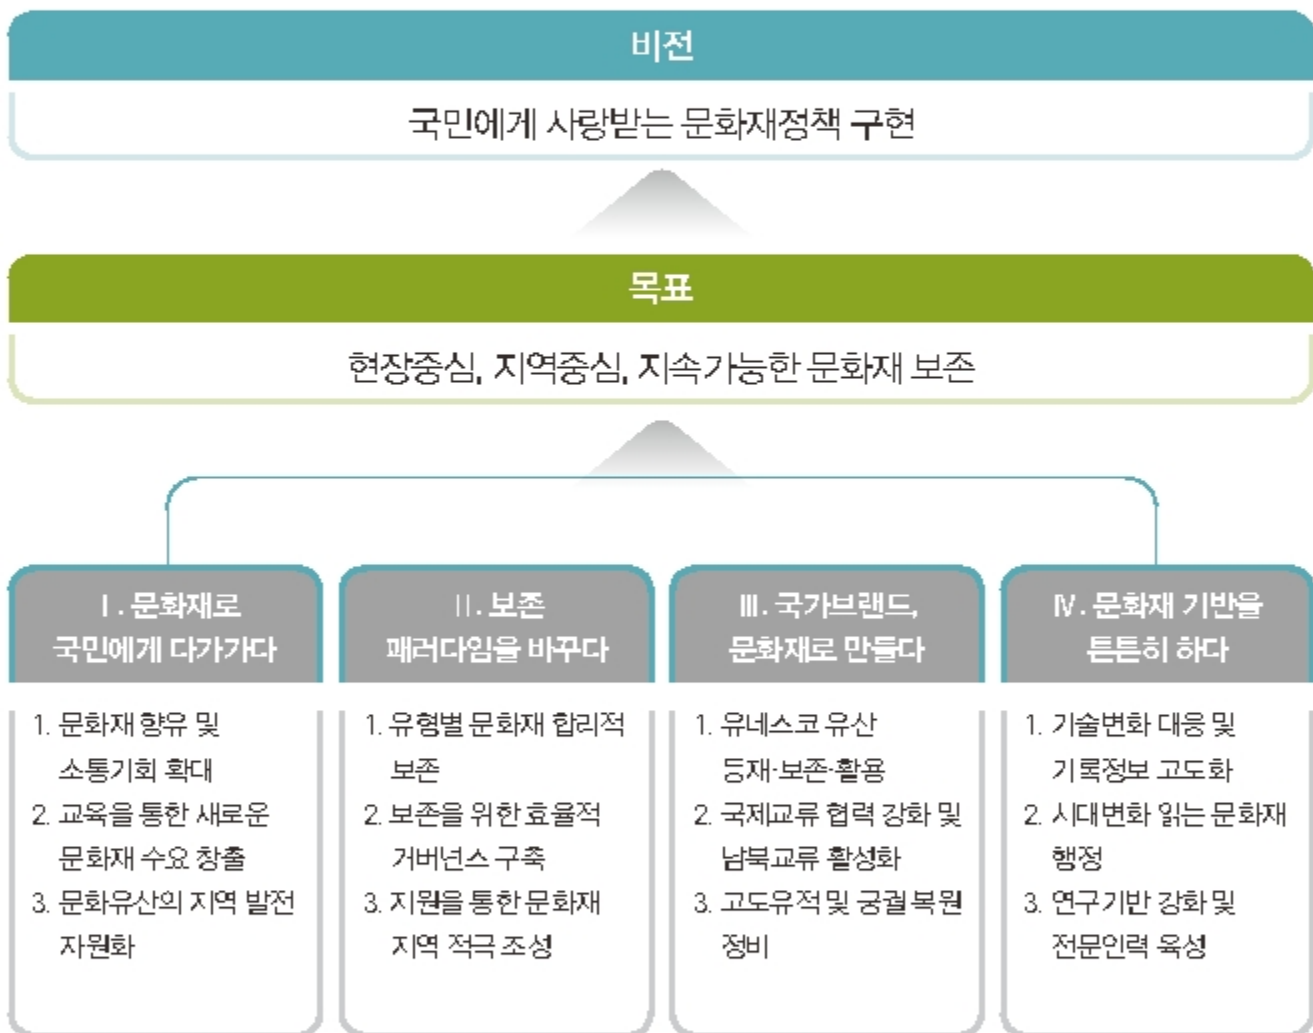 비전
국민에게 사랑받는 문화재정책 구현
목표
현장중심, 지역중심, 지속가능한 문화재 보존
Ⅰ. 문화재로
국민에게 다가가다
1. 문화재 향유 및
소통기회 확대
2. 교육을 통한 새로운
문화재 수요 창출
3. 문화유산의 지역 발전
자원화
Ⅱ. 보존
패러다임을 바꾸다
1. 유형별 문화재 합리적
보존
2. 보존을 위한 효율적
거버넌스 구축
3. 지원을 통한 문화재
지역 적극 조성
Ⅲ. 국가브랜드,
문화재로 만들다
1. 유네스코 유산
등재·보존·활용
2. 국제교류 협력 강화 및
남북교류 활성화
3. 고도유적 및 궁궐 복원
정비
Ⅳ. 문화재 기반을
튼튼히 하다
1. 기술변화 대응 및
기록정보 고도화
2. 시대변화 읽는 문화재
행정
3. 연구기반 강화 및
전문인력 육성